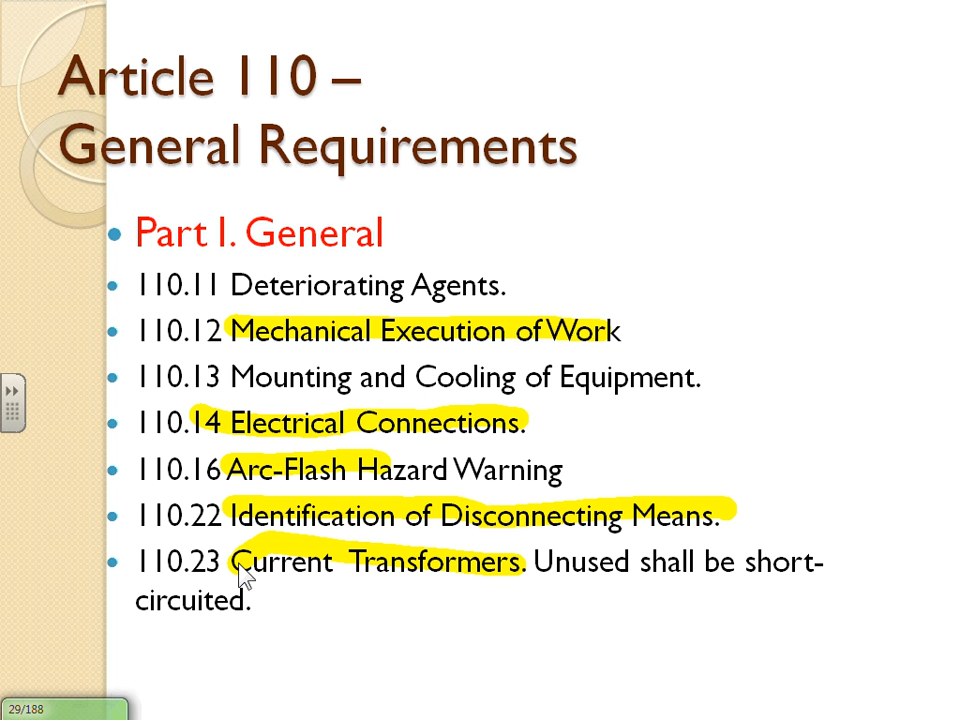 Article 110 –
General Requirements
• Part I. General
• 110.11 Deteriorating Agents.
• 110.12 Mechanical Execution of Work
• 110.13 Mounting and Cooling of Equipment.
• 110.14 Electrical Connections.
• 110.16 Arc-Flash Hazard Warning
• 110.22 Identification of Disconnecting Means.
• 110.23 Current Transformers. Unused shall be short-
circuited.
29/188